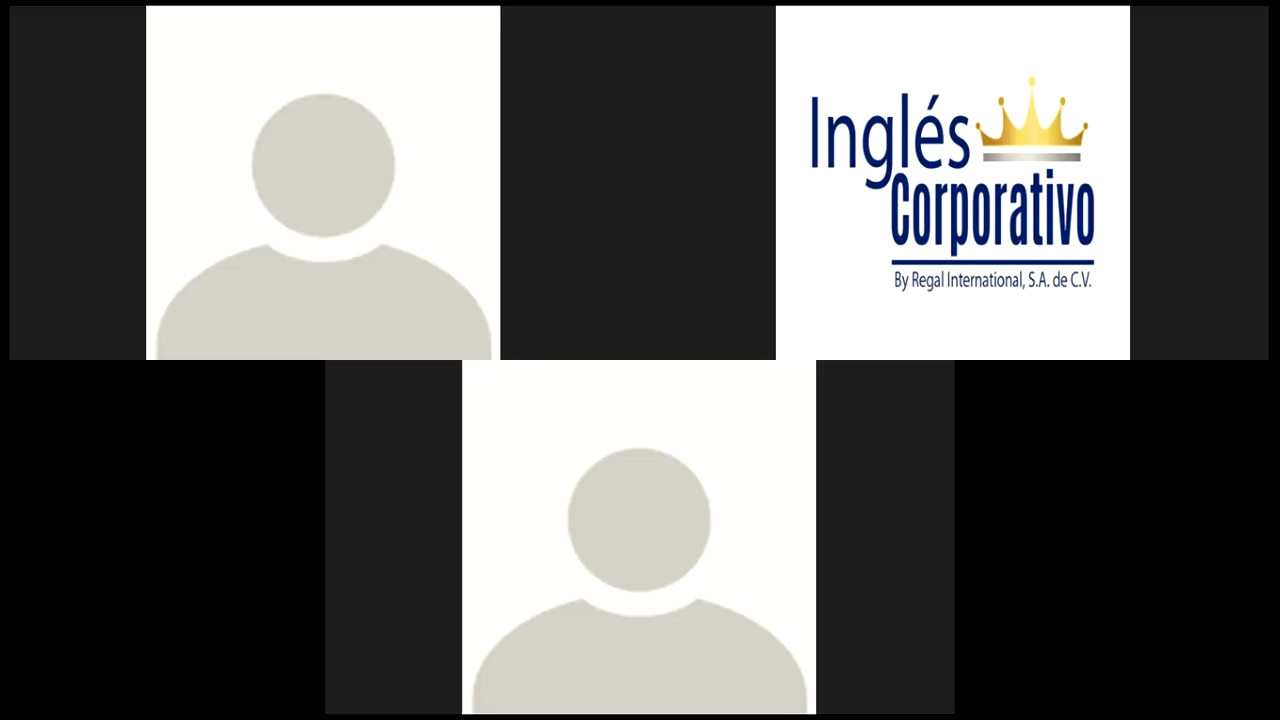 Inglés
Corporativo
By Regal International, S.A. de C.V.